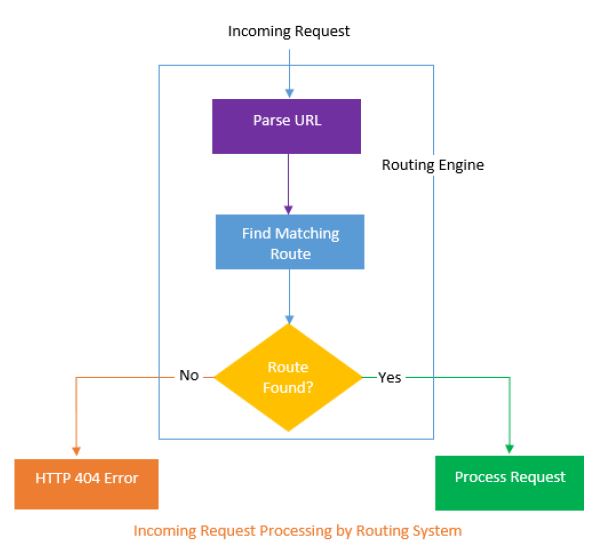 Incoming Request
Parse URL
Routing Engine
Find Matching
Route
Route
Found?
No
Yes
HTTP 404 Error
Process Request
Incoming Request Processing by Routing System